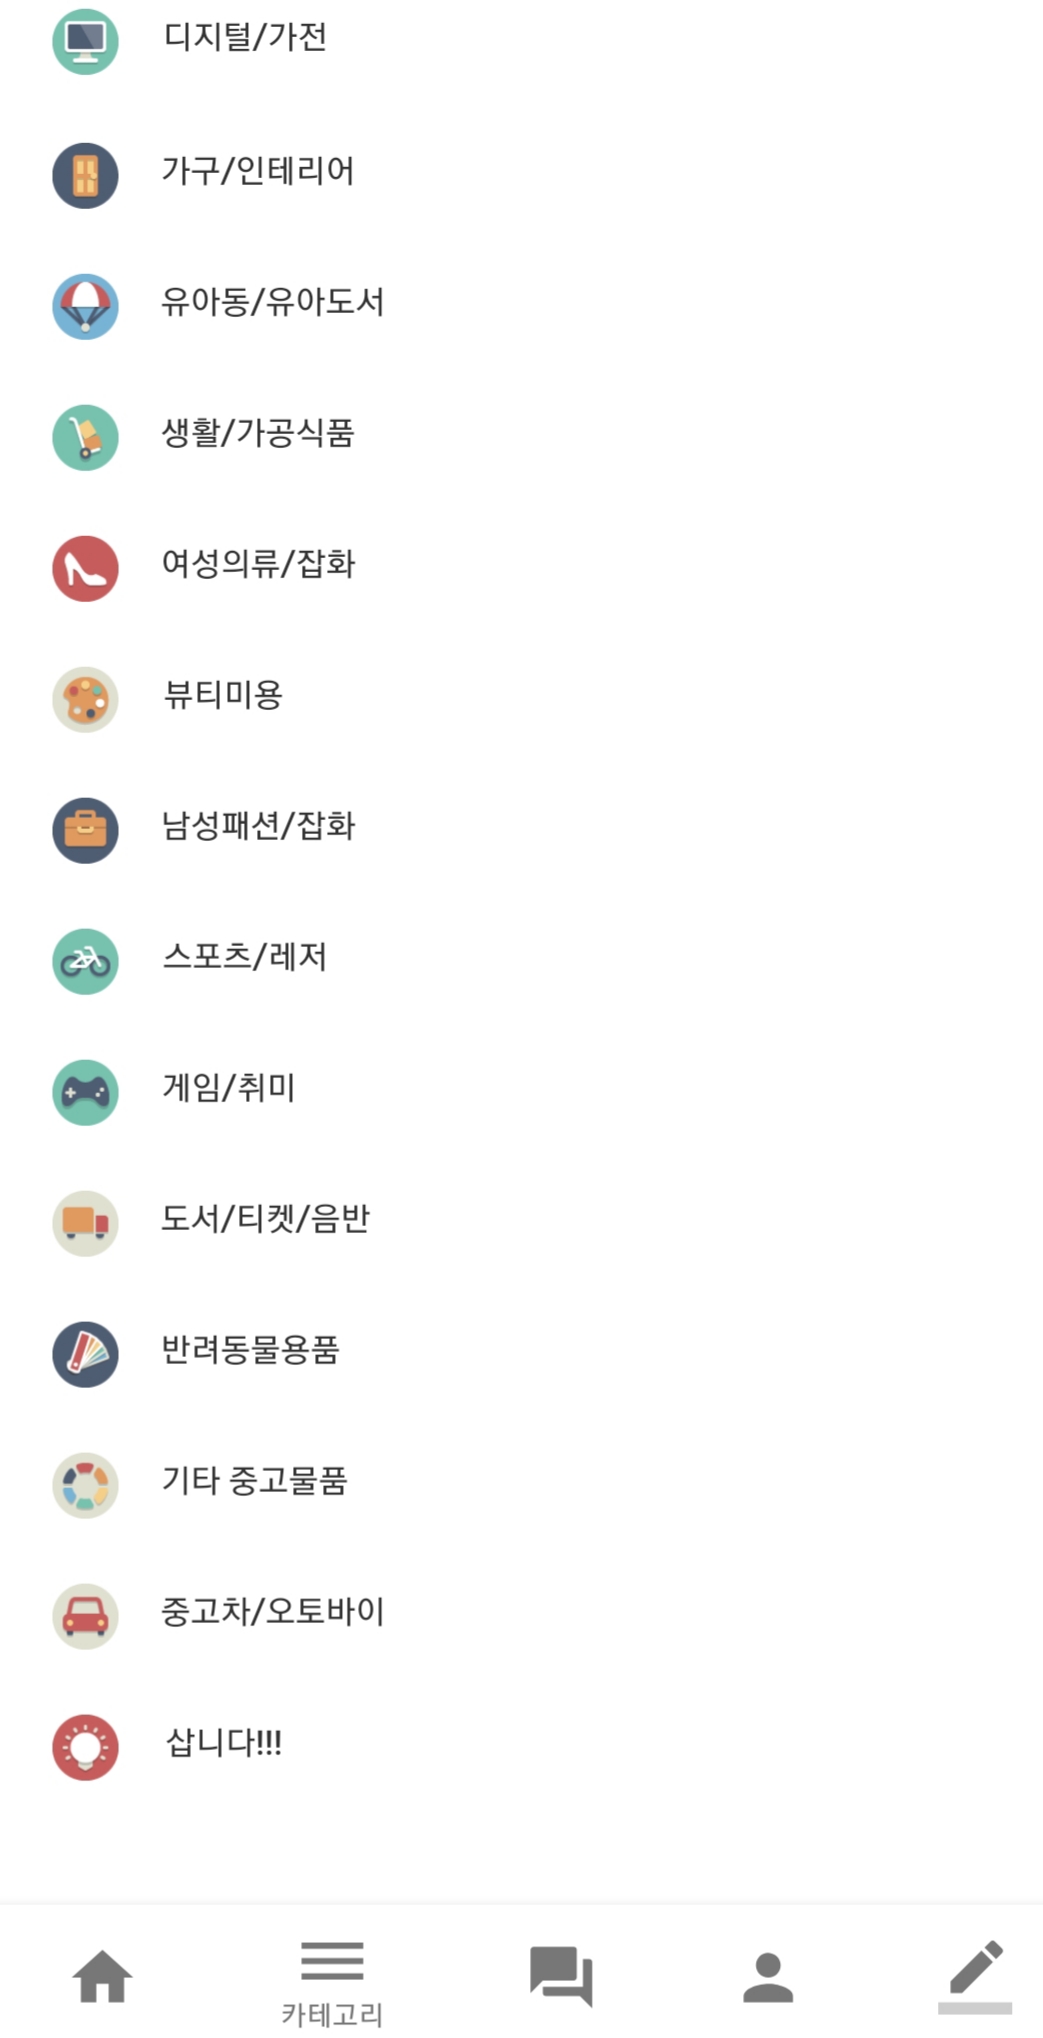 디지털/가전
가구/인테리어
유아동/유아도서
생활/가공식품
여성의류/잡화
뷰티미용
남성패션/잡화
스포츠/레저
게임/취미
도서/티켓/음반
반려동물용품
기타 중고물품
중고차/오토바이
삽니다!!!
카테고리